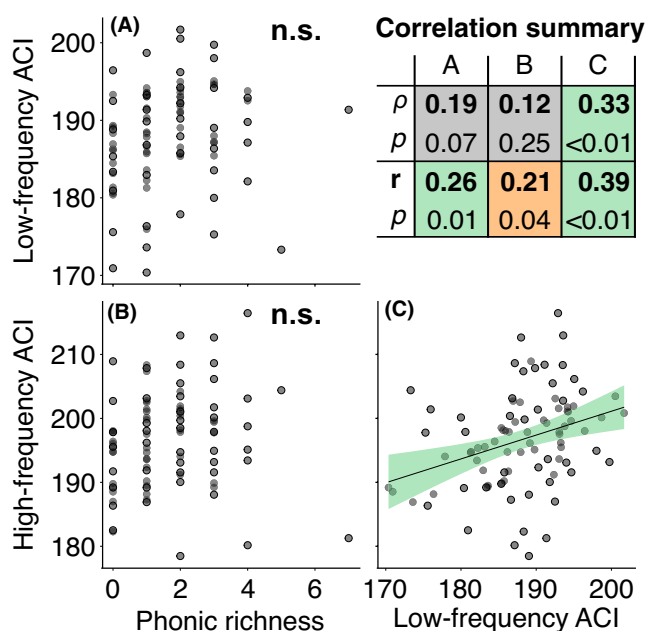 (A)
n.s.
Low-frequency ACI
200
190
180
170
Correlation summary
A B C
ρ 0.19 0.12 0.33
p 0.07 0.25 <0.01
r 0.26 0.21 0.39
p 0.01 0.04 <0.01
(B)
n.s.
High-frequency ACI
210
200
190
180
0 2 4 6
Phonic richness
(C)
170 180 190 200
Low-frequency ACI